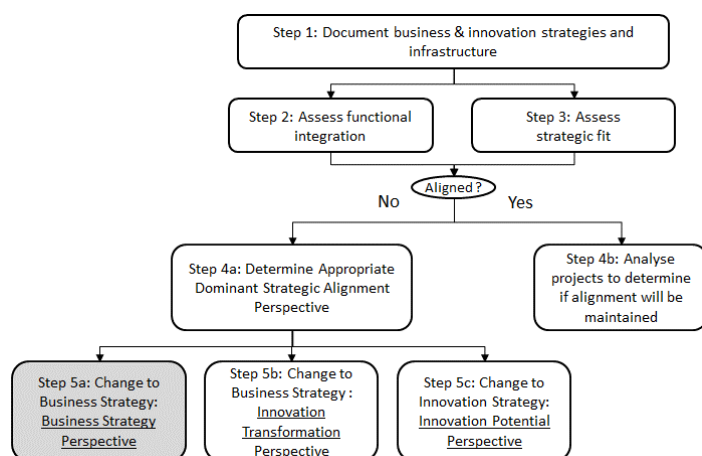 Step 1: Document business & innovation strategies and
infrastructure
Step 2: Assess functional
integration
Step 3: Assess
strategic fit
Aligned ?
No
Yes
Step 4a: Determine Appropriate
Dominant Strategic Alignment
Perspective
Step 4b: Analyse
projects to determine
if alignment will be
maintained
Step 5a: Change to
Business Strategy:
Business Strategy
Perspective
Step 5b: Change to
Business Strategy :
Innovation
Transformation
Perspective
Step 5c: Change to
Innovation Strategy:
Innovation Potential
Perspective